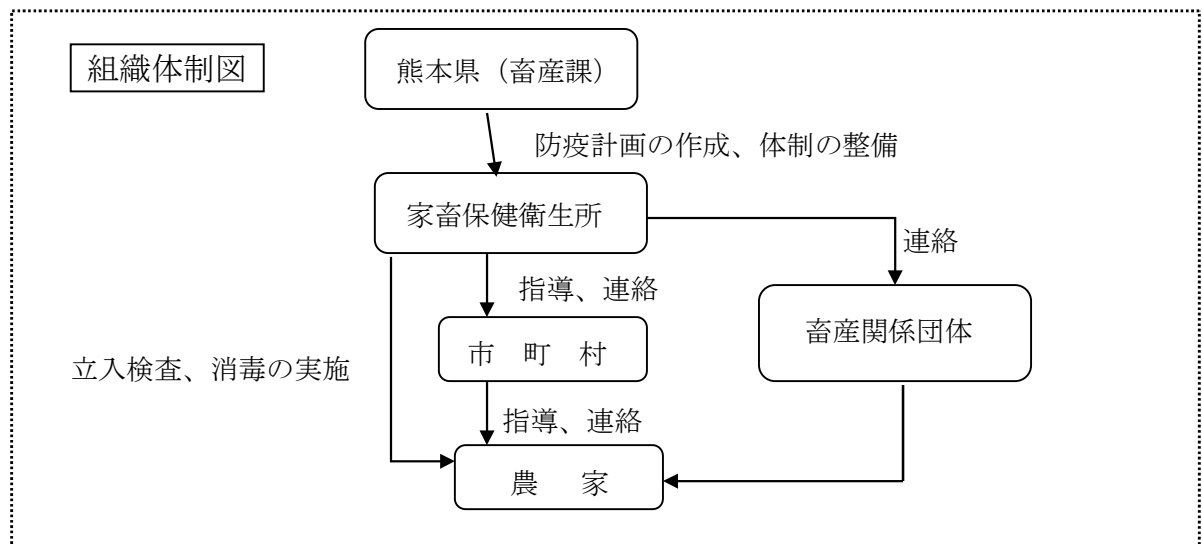 組織体制図
熊本県（畜産課）
防疫計画の作成、体制の整備
家畜保健衛生所
連絡
指導、連絡
畜産関係団体
市　町　村
立入検査、消毒の実施
指導、連絡
農　　家